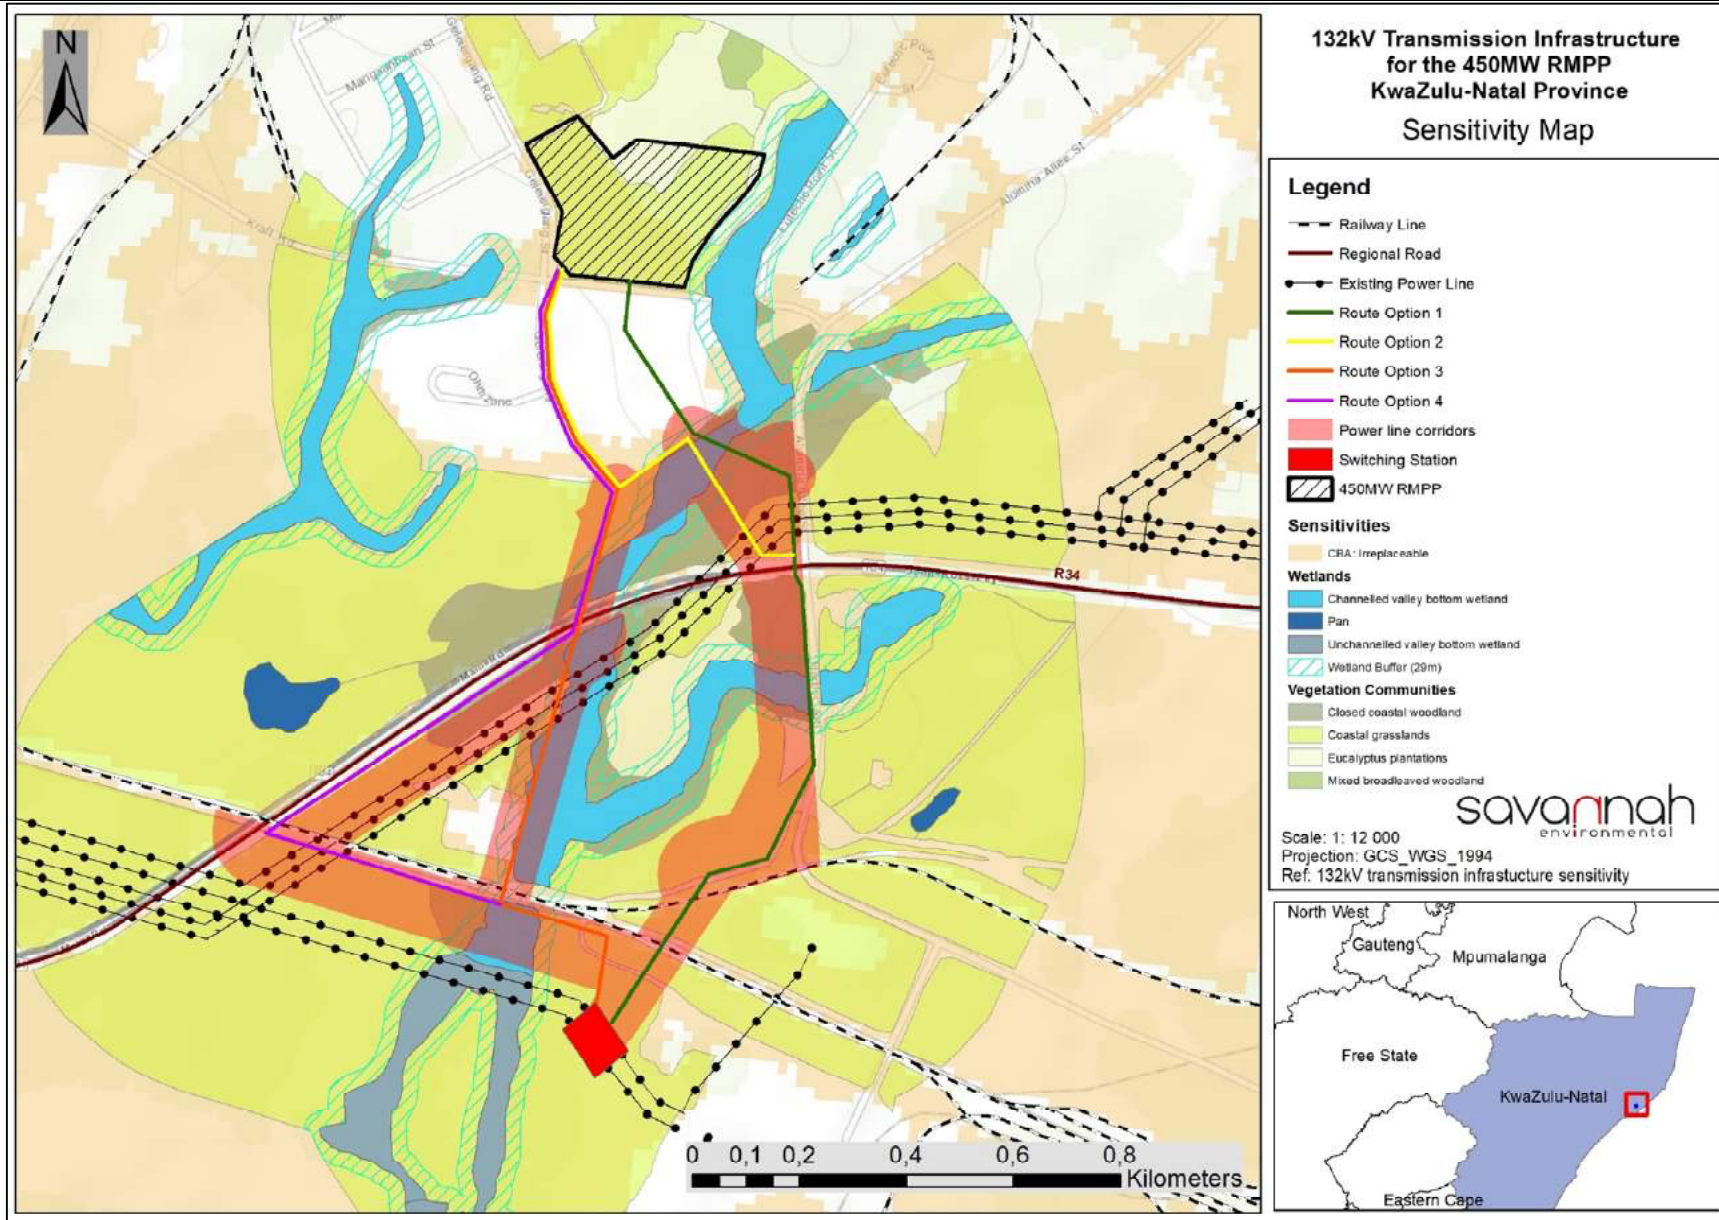 132kV Transmission Infrastructure
for the 450MW RMPP
KwaZulu-Natal Province
Sensitivity Map
N
Kraft Rd
Ohm Zone
R34
Legend
Railway Line
Regional Road
Existing Power Line
Route Option 1
Route Option 2
Route Option 3
Route Option 4
Power line corridors
Switching Station
450MW RMPP
Sensitivities
CBA: Irreplaceable
Wetlands
Channelled valley bottom wetland
Pan
Unchannelled valley bottom wetland
Wetland Buffer (29m)
Vegetation Communities
Closed coastal woodland
Coastal grasslands
Eucalyptus plantations
Mixed broadleaved woodland
savannah
environmental
Scale: 1: 12 000
Projection: GCS_WGS_1994
Ref: 132kV transmission infrastucture sensitivity
0 0,1 0,2 0,4 0,6 0,8
Kilometers
North West
Gauteng
Mpumalanga
Free State
KwaZulu-Natal
Eastern Cape